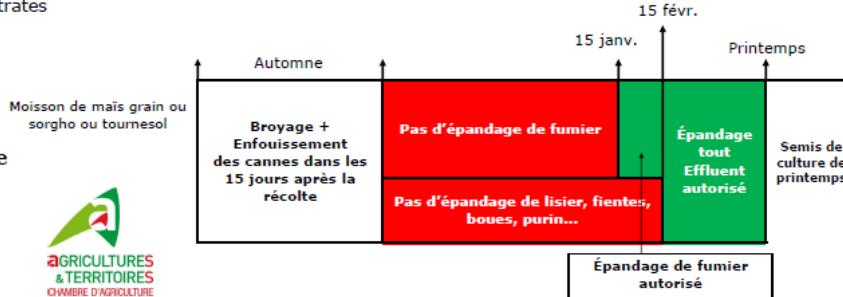 trates
15 févr.
15 janv.
Printemps
Automne
Moisson de maïs grain ou
sorgho ou tournesol
e
Broyage +
Enfouissement
des cannes dans les
15 jours après la
récolte
Pas d'épandage de fumier
Pas d'épandage de lisier, fientes,
boues, purin...
Épandage
tout
Effluent
autorisé
Semis de
culture de
printemps
Épandage de fumier
autorisé
a
AGRICULTURES
& TERRITOIRES
CHAMBRE D'AGRICULTURE